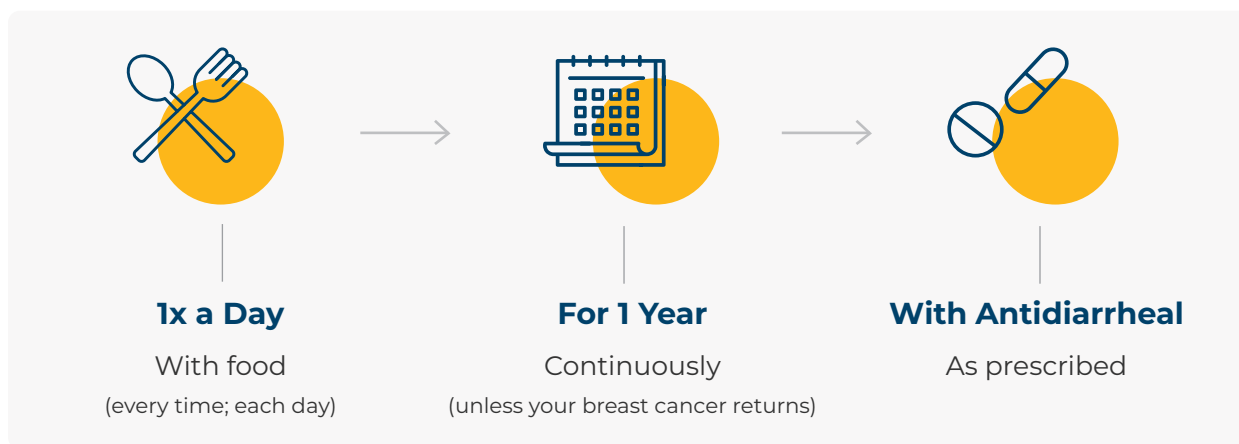 1x a Day
With food
(every time; each day)
For 1 Year
Continuously
(unless your breast cancer returns)
With Antidiarrheal
As prescribed